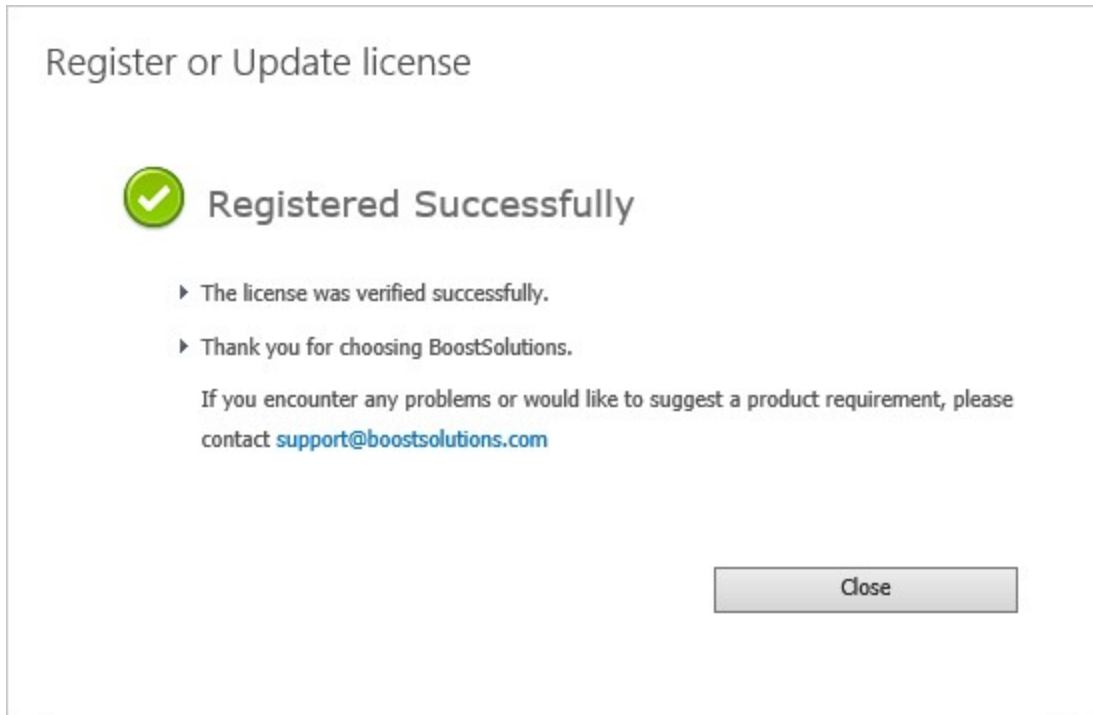 Register or Update license
Registered Successfully
The license was verified successfully.
Thank you for choosing BoostSolutions.
If you encounter any problems or would like to suggest a product requirement, please
contact support@boostsolutions.com
Close